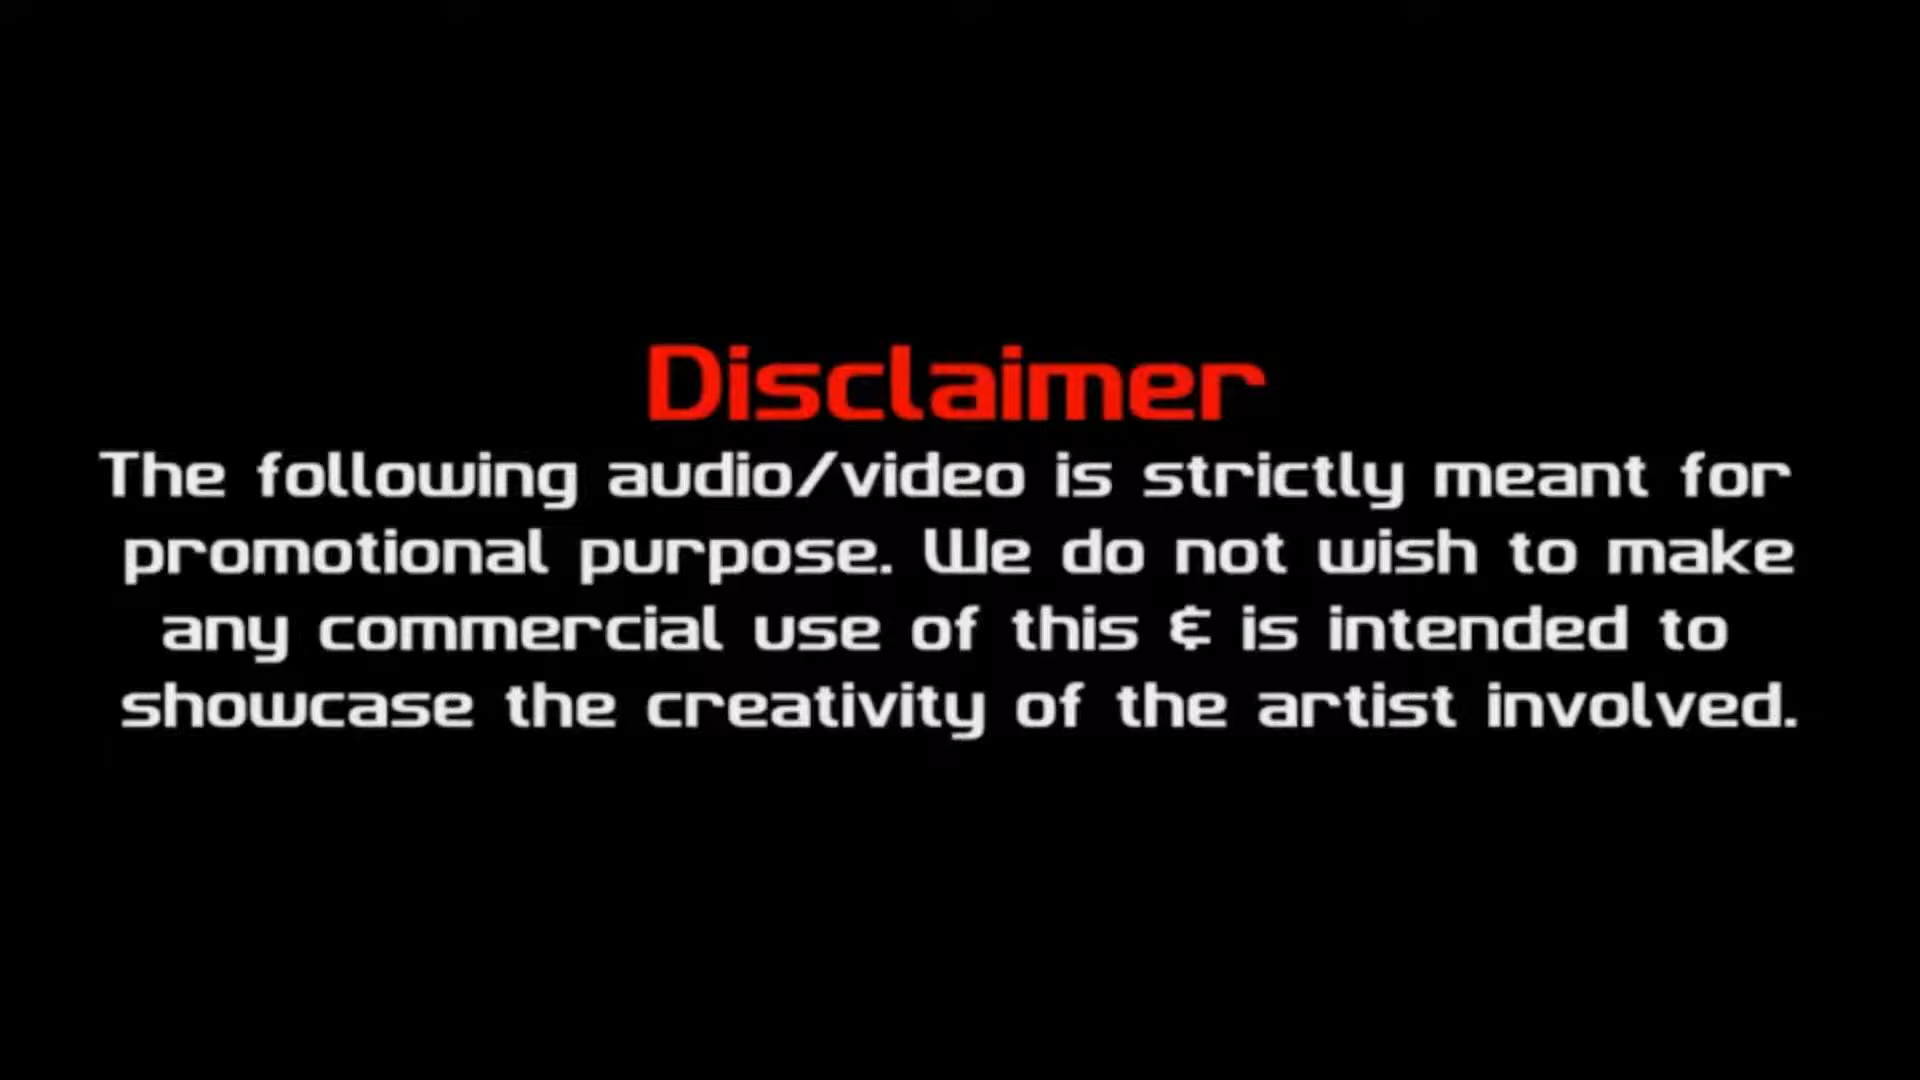 Disclaimer
The following audio/video is strictly meant for
promotional purpose. We do not wish to make
any commercial use of this & is intended to
showcase the creativity of the artist involved.